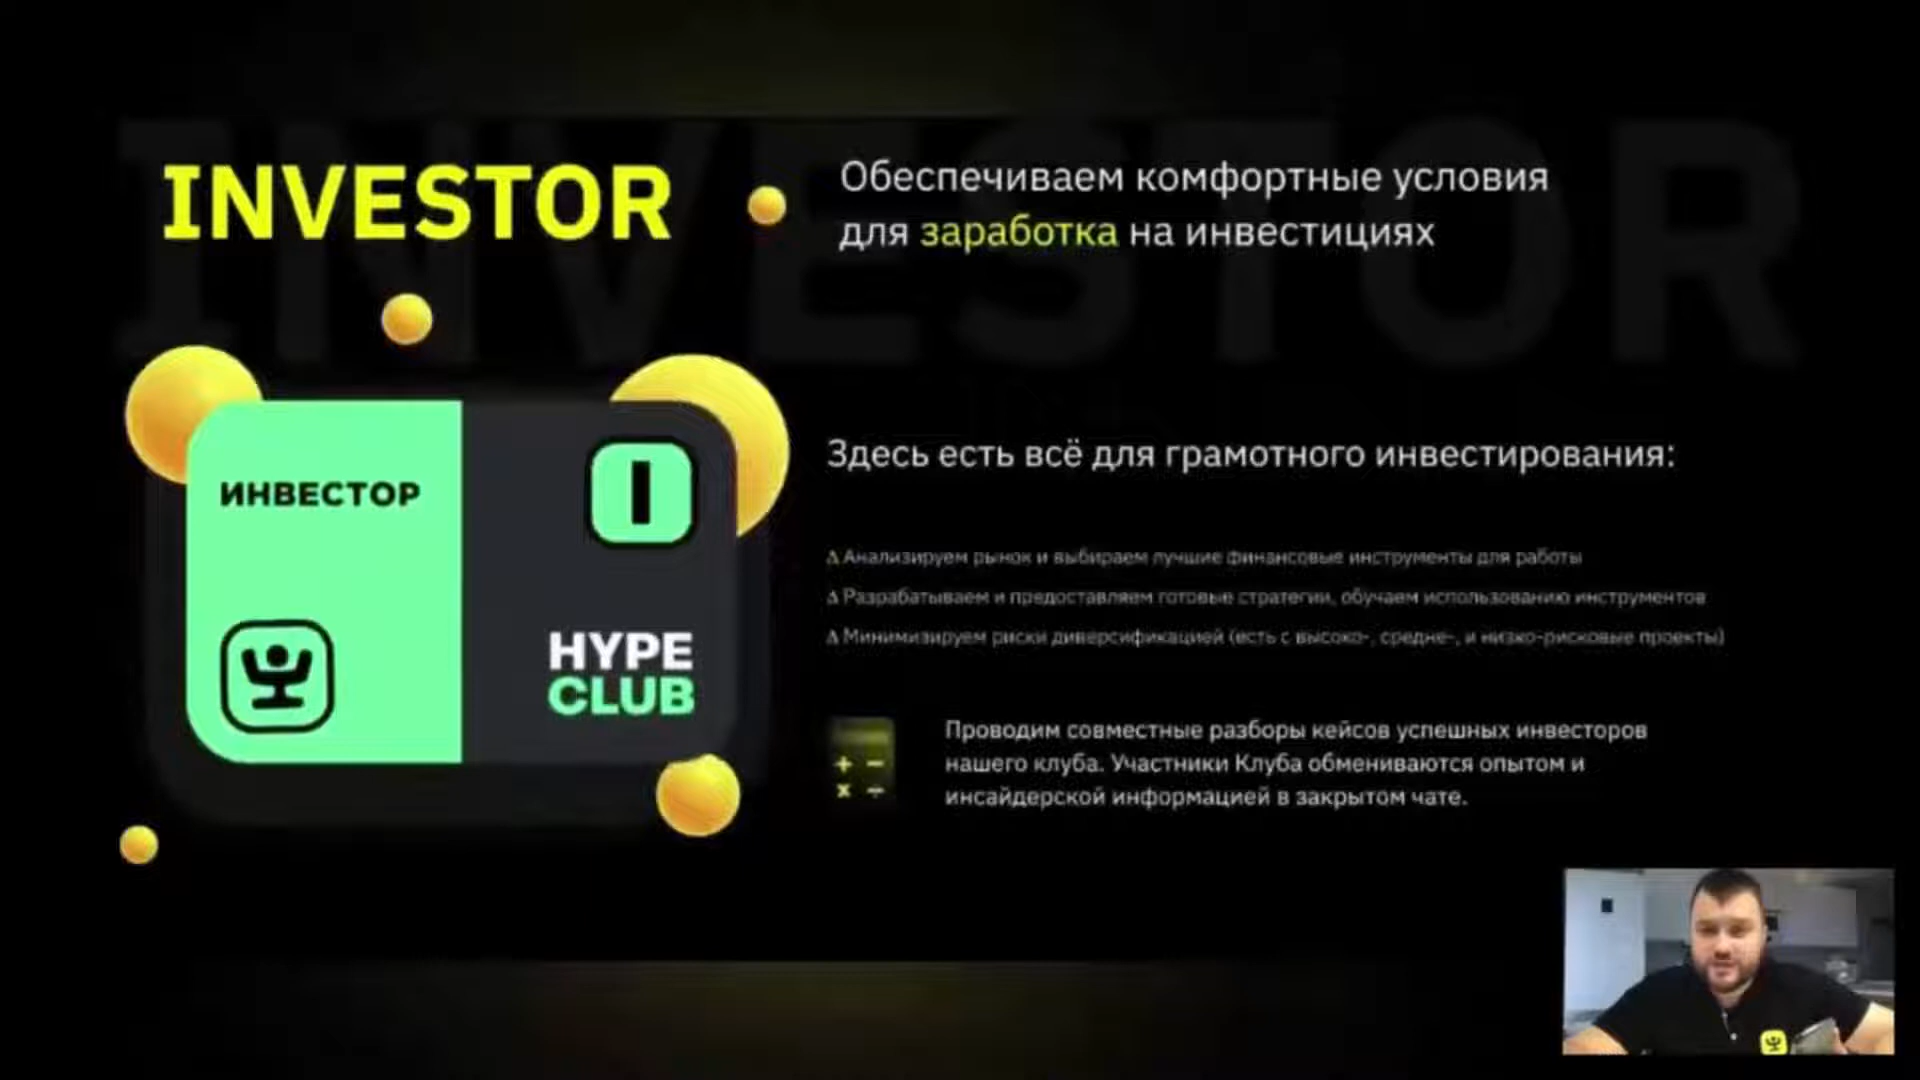 INVESTOR
Обеспечиваем комфортные условия
для заработка на инвестициях
ИНВЕСТОР
I
HYPE
CLUB
Здесь есть всё для грамотного инвестирования:
Δ Анализируем рынок и выбираем лучшие финансовые инструменты для работы
Δ Разрабатываем и предоставляем готовые стратегии, обучаем использованию инструментов
Δ Минимизируем риски диверсификацией (есть с высоко-, средне-, и низко-рисковые проекты)
+ −
× ÷
Проводим совместные разборы кейсов успешных инвесторов
нашего клуба. Участники Клуба обмениваются опытом и
инсайдерской информацией в закрытом чате.